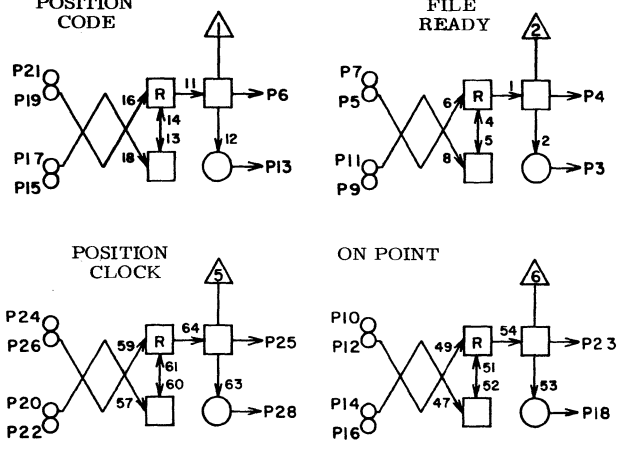 POSITION
CODE
1
P21
P19
P17
P15
16
18
R
14
13
11
12
P6
P13
FILE
READY
2
P7
P5
P11
P9
6
8
R
4
5
1
2
P4
P3
POSITION
CLOCK
5
P24
P26
P20
P22
59
57
R
61
60
64
63
P25
P28
ON POINT
6
P10
P12
P14
P16
49
47
R
51
52
54
53
P23
P18